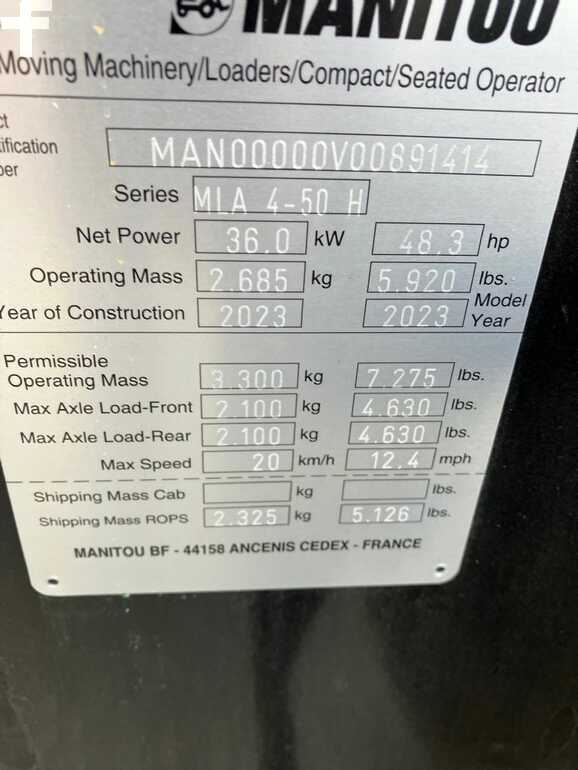 MANITOU
Moving Machinery/Loaders/Compact/Seated Operator
MAN00000V00891414
Series MLA 4-50 H
Net Power 36.0 kW 48.3 hp
Operating Mass 2.685 kg 5.920 lbs.
Year of Construction 2023 2023 Model Year
Permissible
Operating Mass 3.300 kg 7.275 lbs.
Max Axle Load-Front 2.100 kg 4.630 lbs.
Max Axle Load-Rear 2.100 kg 4.630 lbs.
Max Speed 20 km/h 12.4 mph
Shipping Mass Cab kg lbs.
Shipping Mass ROPS 2.325 kg 5.126 lbs.
MANITOU BF - 44158 ANCENIS CEDEX - FRANCE